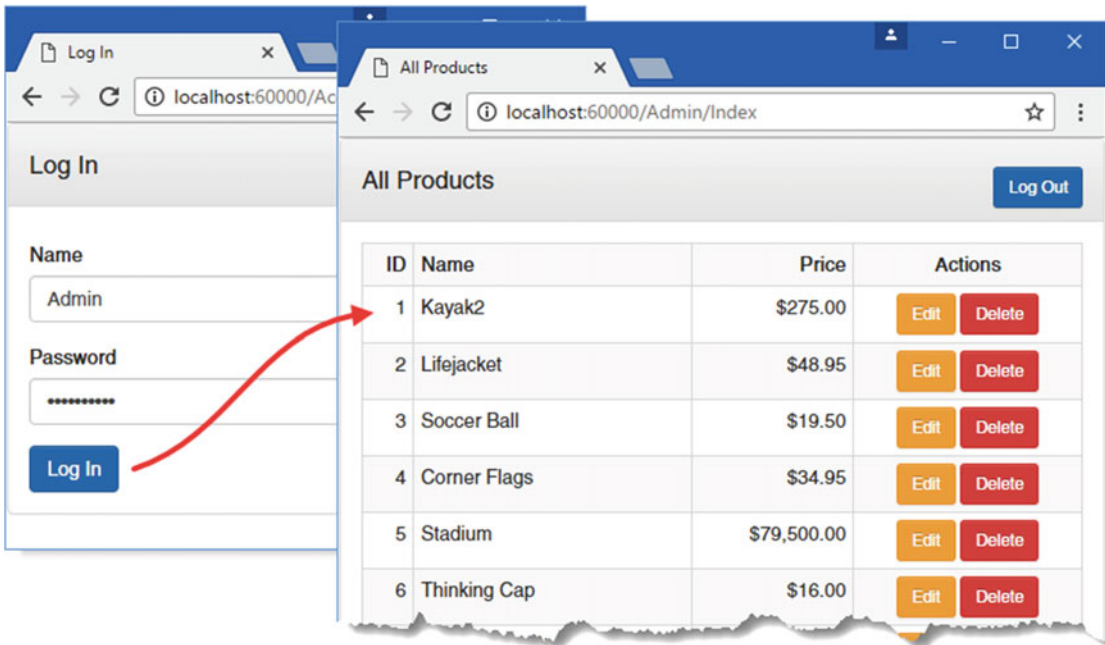 Log In
localhost:60000/Ac
Log In
Name
Admin
Password
••••••••••
Log In
All Products
localhost:60000/Admin/Index
All Products
Log Out
ID Name Price Actions
1 Kayak2 $275.00 Edit Delete
2 Lifejacket $48.95 Edit Delete
3 Soccer Ball $19.50 Edit Delete
4 Corner Flags $34.95 Edit Delete
5 Stadium $79,500.00 Edit Delete
6 Thinking Cap $16.00 Edit Delete